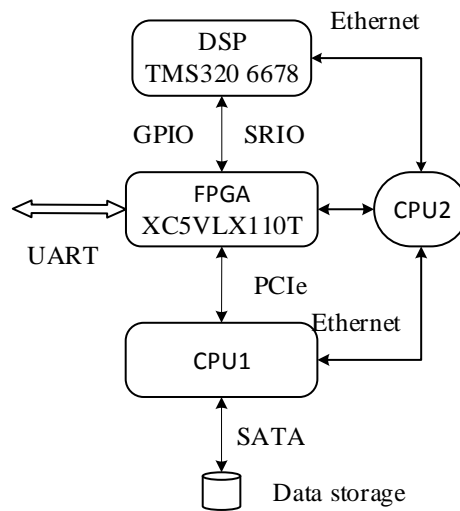 Ethernet
DSP
TMS320 6678
GPIO SRIO
FPGA
XC5VLX110T
CPU2
UART
PCIe
Ethernet
CPU1
SATA
Data storage